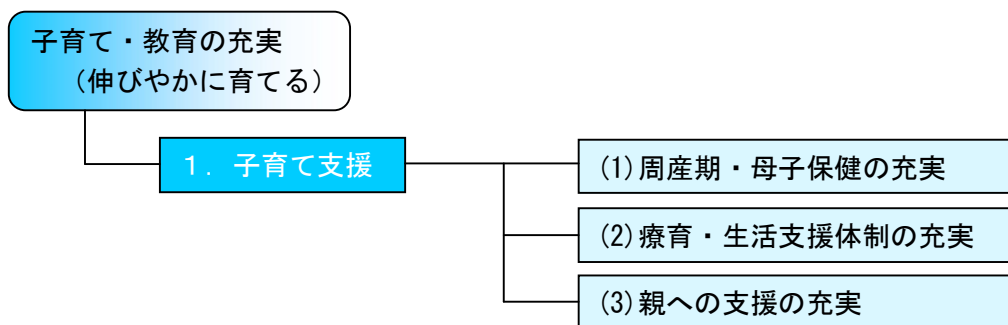 子育て・教育の充実
（伸びやかに育てる）
１．子育て支援
(1)周産期・母子保健の充実
(2)療育・生活支援体制の充実
(3)親への支援の充実